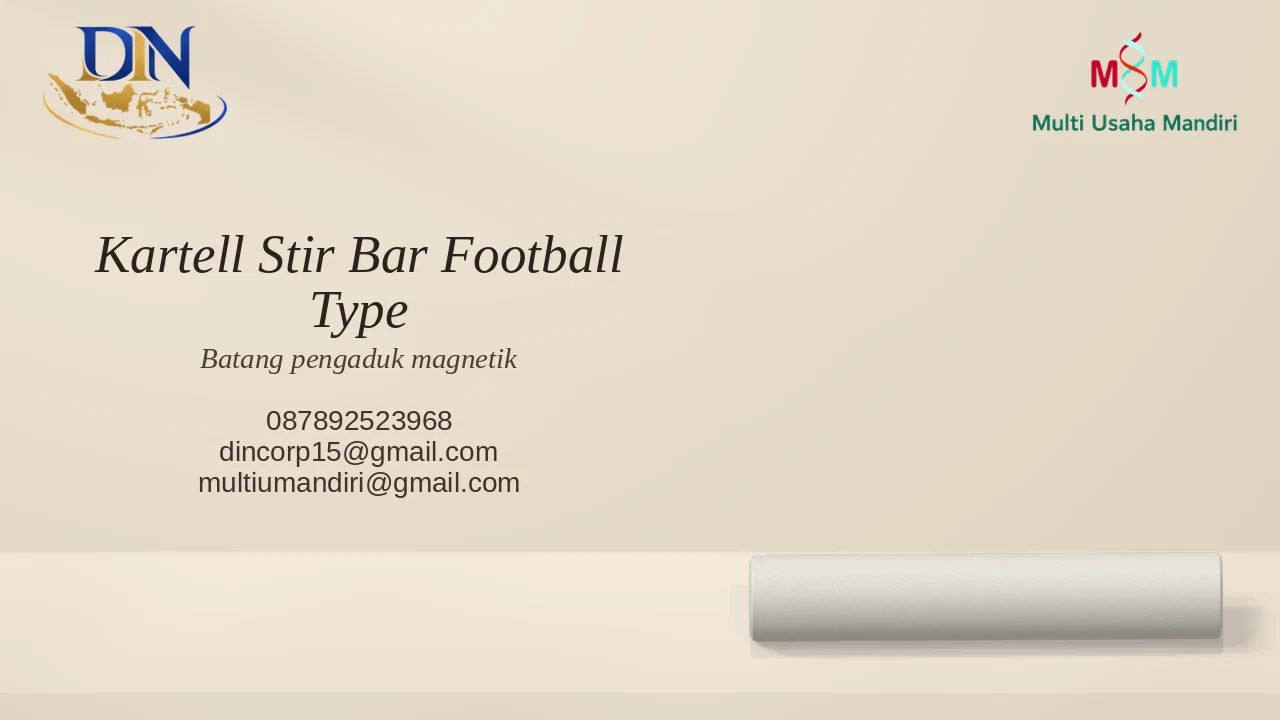 DIN
MSM
Multi Usaha Mandiri
Kartell Stir Bar Football
Type
Batang pengaduk magnetik
087892523968
dincorp15@gmail.com
multiumandiri@gmail.com